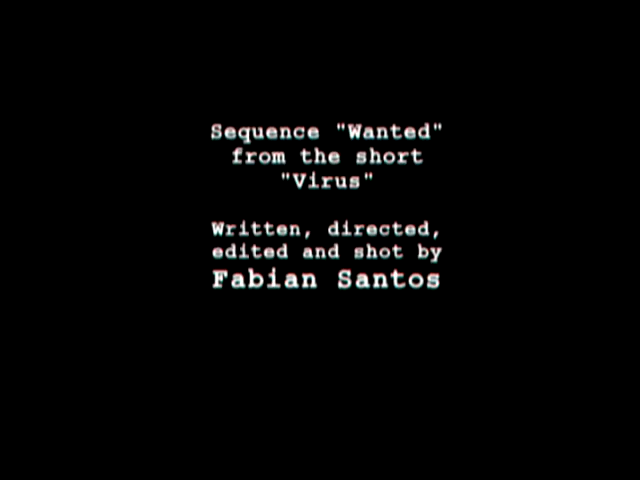 Sequence "Wanted"
from the short
"Virus"
Written, directed,
edited and shot by
Fabian Santos